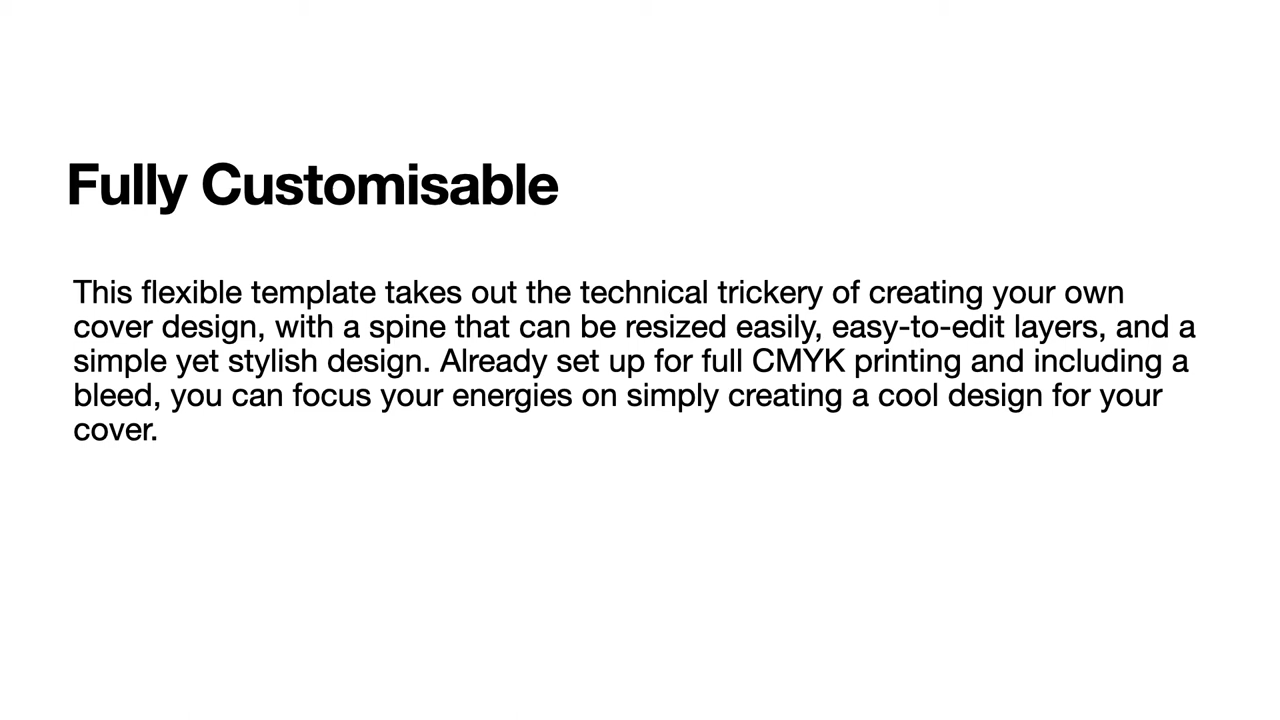 Fully Customisable
This flexible template takes out the technical trickery of creating your own
cover design, with a spine that can be resized easily, easy-to-edit layers, and a
simple yet stylish design. Already set up for full CMYK printing and including a
bleed, you can focus your energies on simply creating a cool design for your
cover.